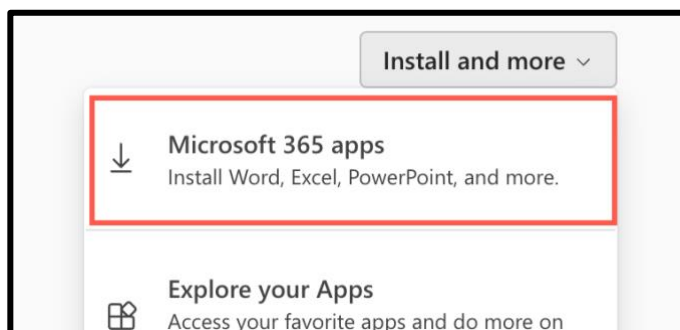 Install and more
Microsoft 365 apps
Install Word, Excel, PowerPoint, and more.
Explore your Apps
Access your favorite apps and do more on